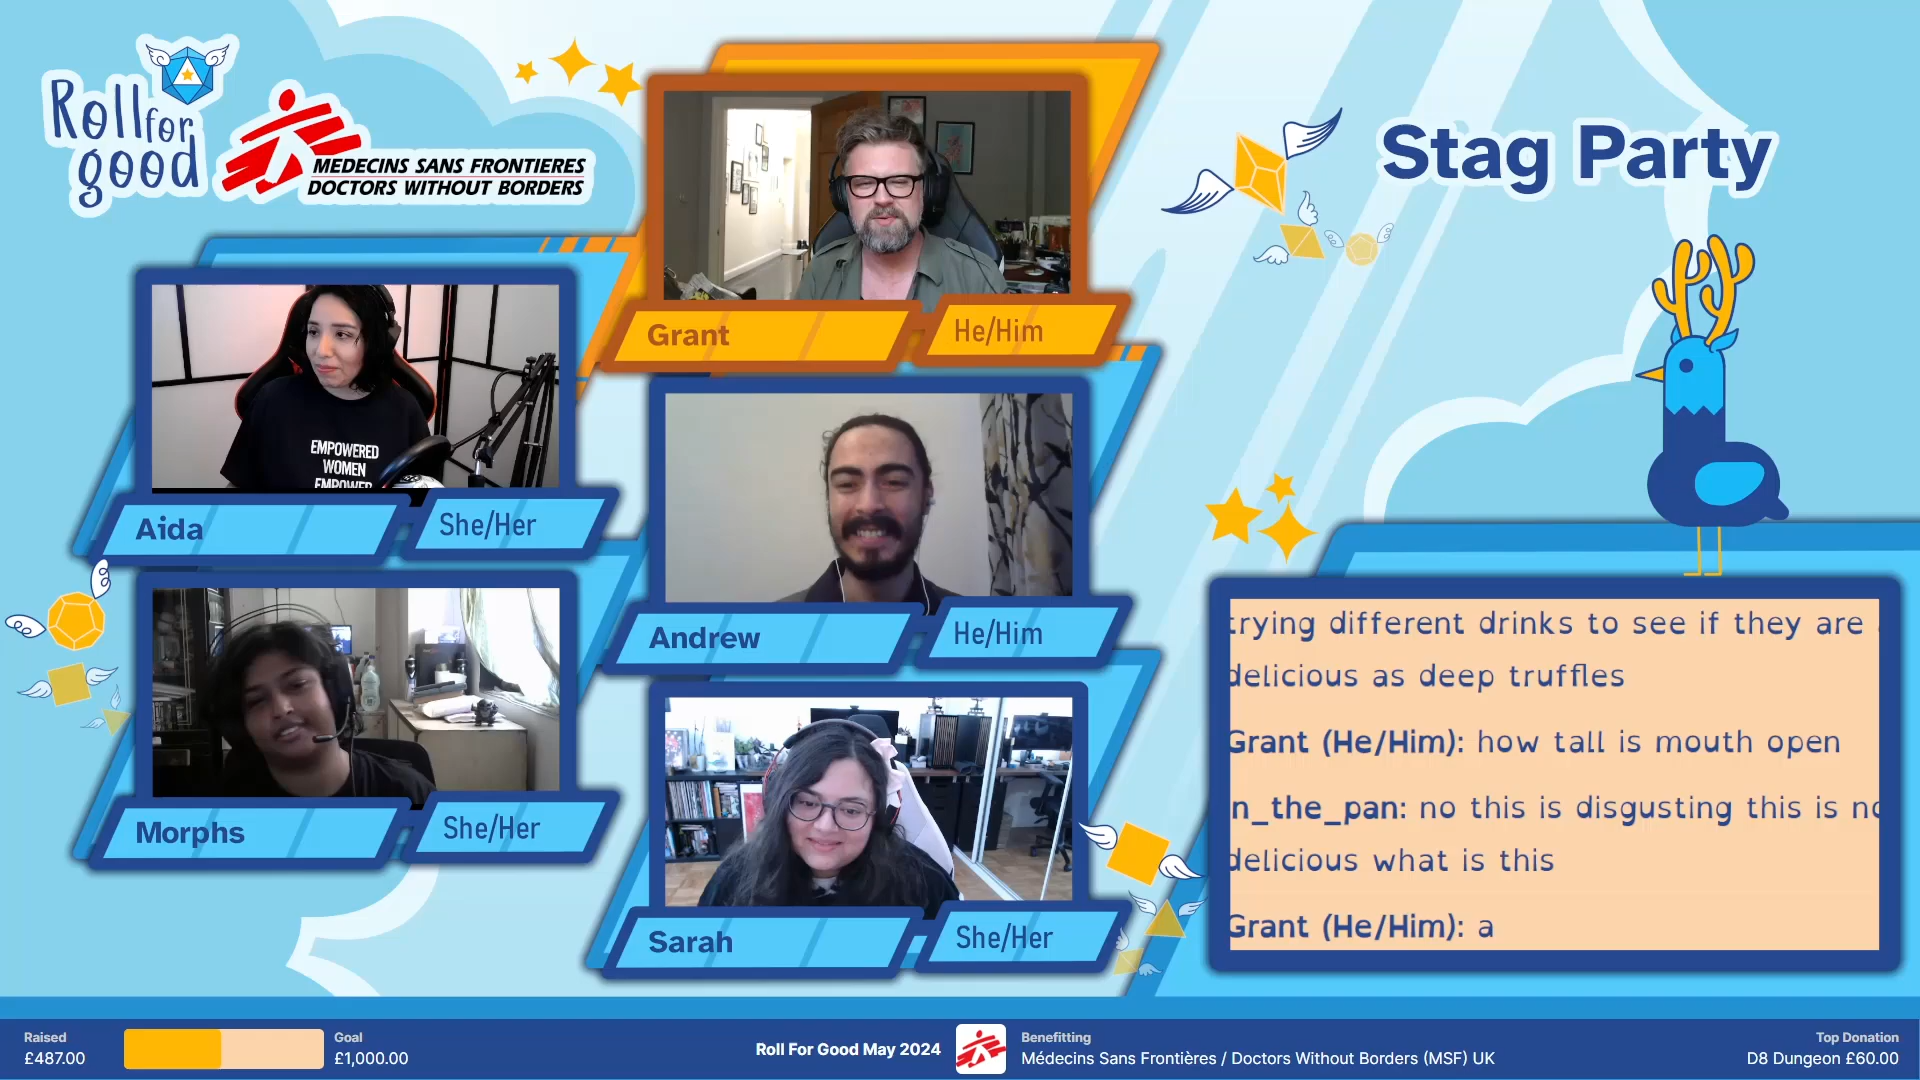 Roll for good
MEDECINS SANS FRONTIERES
DOCTORS WITHOUT BORDERS
Stag Party
Grant
He/Him
EMPOWERED
WOMEN
EMPOWER
Aida
She/Her
Andrew
He/Him
Morphs
She/Her
Sarah
She/Her
trying different drinks to see if they are
delicious as deep truffles
Grant (He/Him): how tall is mouth open
n_the_pan: no this is disgusting this is no
delicious what is this
Grant (He/Him): a
Raised
£487.00
Goal
£1,000.00
Roll For Good May 2024
Benefitting
Médecins Sans Frontières / Doctors Without Borders (MSF) UK
Top Donation
D8 Dungeon £60.00